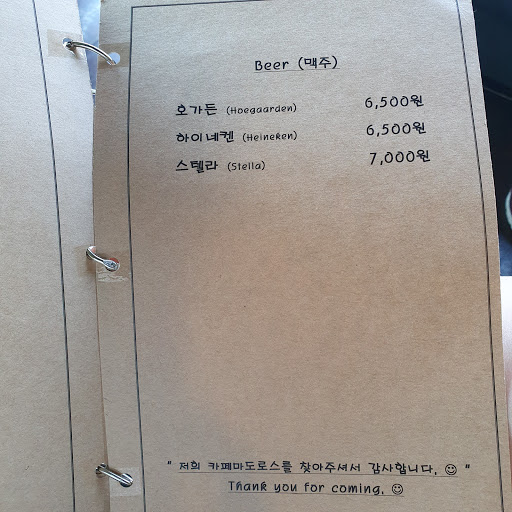 Beer (맥주)
호가든 (Hoegaarden) 6,500원
하이네켄 (Heineken) 6,500원
스텔라 (Stella) 7,000원
" 저희 카페마도로스를 찾아주셔서 감사합니다. ☺ "
Thank you for coming. ☺